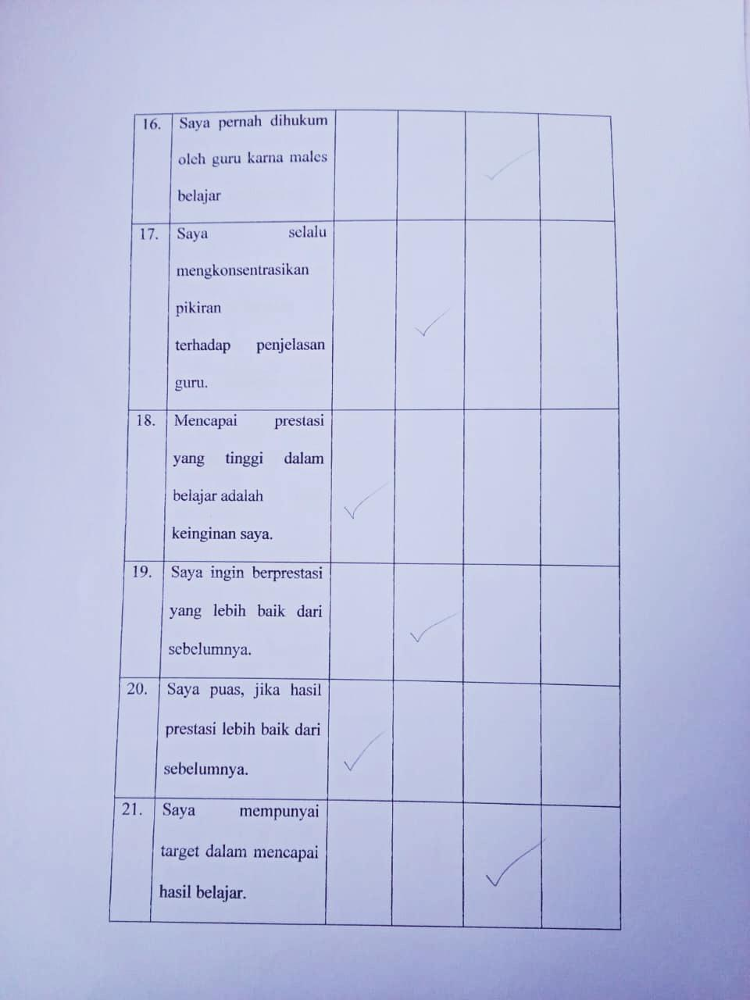 16. Saya pernah dihukum
oleh guru karna males
belajar
17. Saya selalu
mengkonsentrasikan
pikiran
terhadap penjelasan
guru.
18. Mencapai prestasi
yang tinggi dalam
belajar adalah
keinginan saya.
19. Saya ingin berprestasi
yang lebih baik dari
sebelumnya.
20. Saya puas, jika hasil
prestasi lebih baik dari
sebelumnya.
21. Saya mempunyai
target dalam mencapai
hasil belajar.